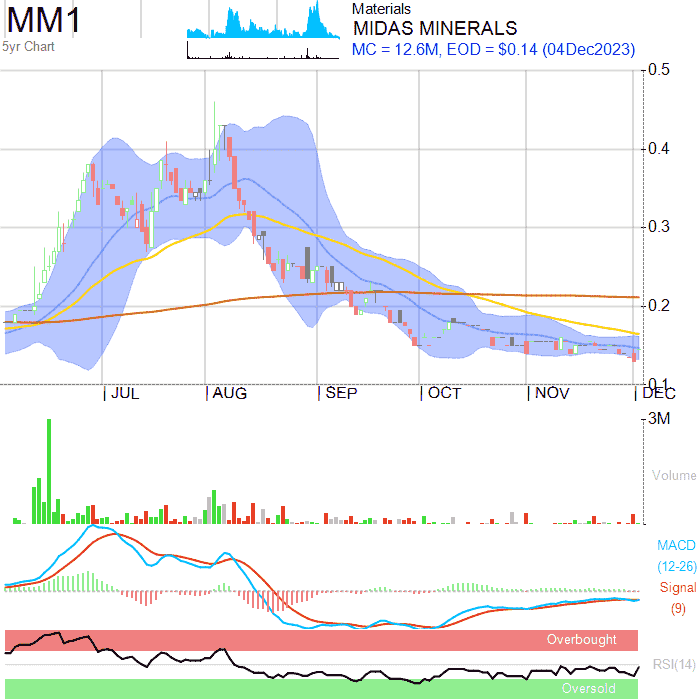 MM1
5yr Chart
Materials
MIDAS MINERALS
MC = 12.6M, EOD = $0.14 (04Dec2023)
0.5
0.4
0.3
0.2
0.1
JUL
AUG
SEP
OCT
NOV
DEC
3M
Volume
MACD
(12-26)
Signal
(9)
Overbought
RSI(14)
Oversold